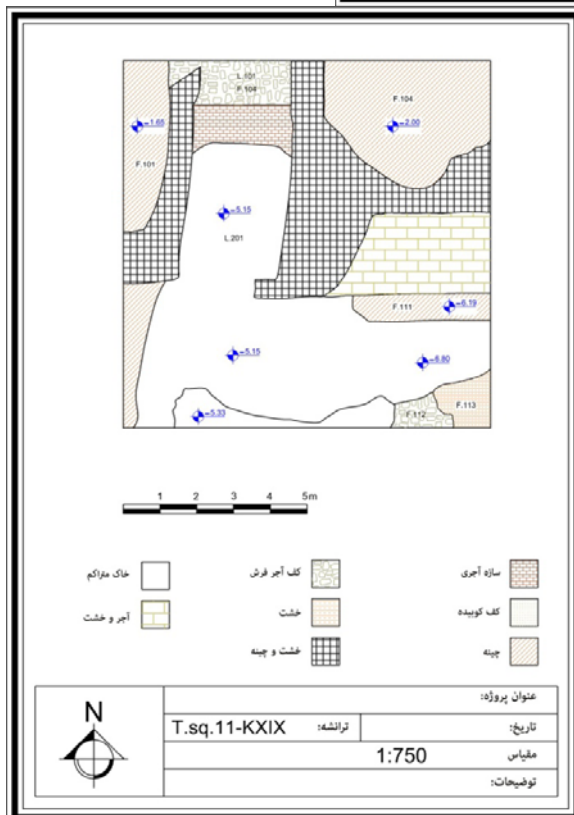 L.101
F.104
F.104
=1.65
=2.00
F.101
=5.15
L.201
F.111
=6.19
=5.15
=6.80
F.113
F.112
=5.33
1 2 3 4 5m
سازه آجری
کف آجر فرش
خاک متراکم
کف کوبیده
خشت
آجر و خشت
چینه
خشت و چینه
N
عنوان پروژه:
تاریخ:
ترانشه: T.sq.11-KXIX
مقیاس 1:750
توضیحات: